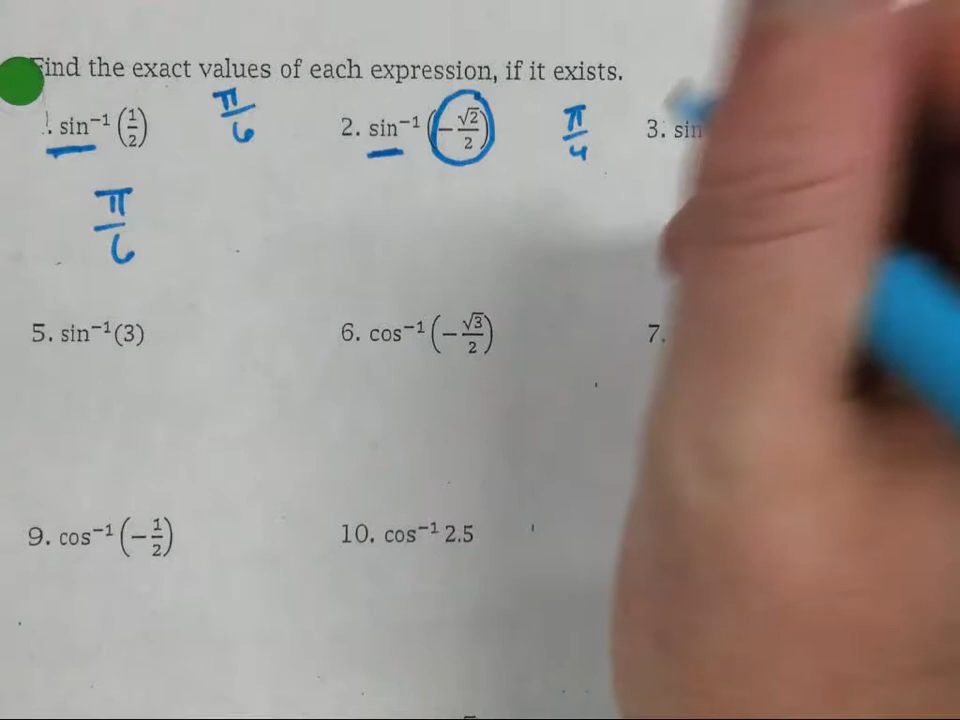 Find the exact values of each expression, if it exists.
1. sin⁻¹ (1/2) π/6
2. sin⁻¹ (−√2/2) π/4
3. sin
π/6
5. sin⁻¹(3)
6. cos⁻¹ (−√3/2)
7.
9. cos⁻¹ (−1/2)
10. cos⁻¹ 2.5